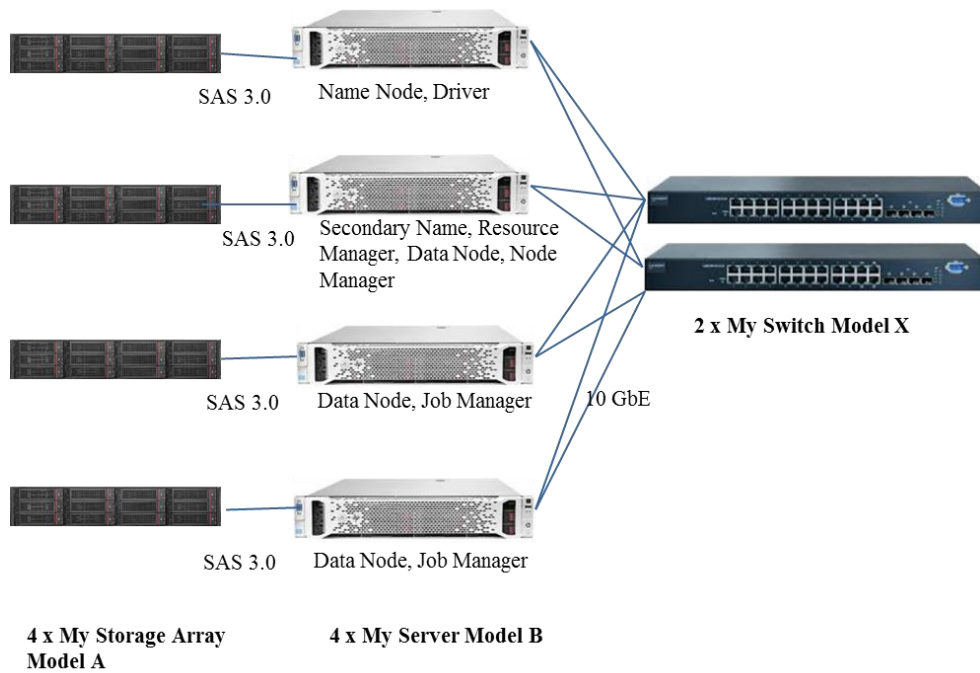 SAS 3.0
Name Node, Driver
SAS 3.0
Secondary Name, Resource
Manager, Data Node, Node
Manager
2 x My Switch Model X
SAS 3.0
Data Node, Job Manager
10 GbE
SAS 3.0
Data Node, Job Manager
4 x My Storage Array
Model A
4 x My Server Model B